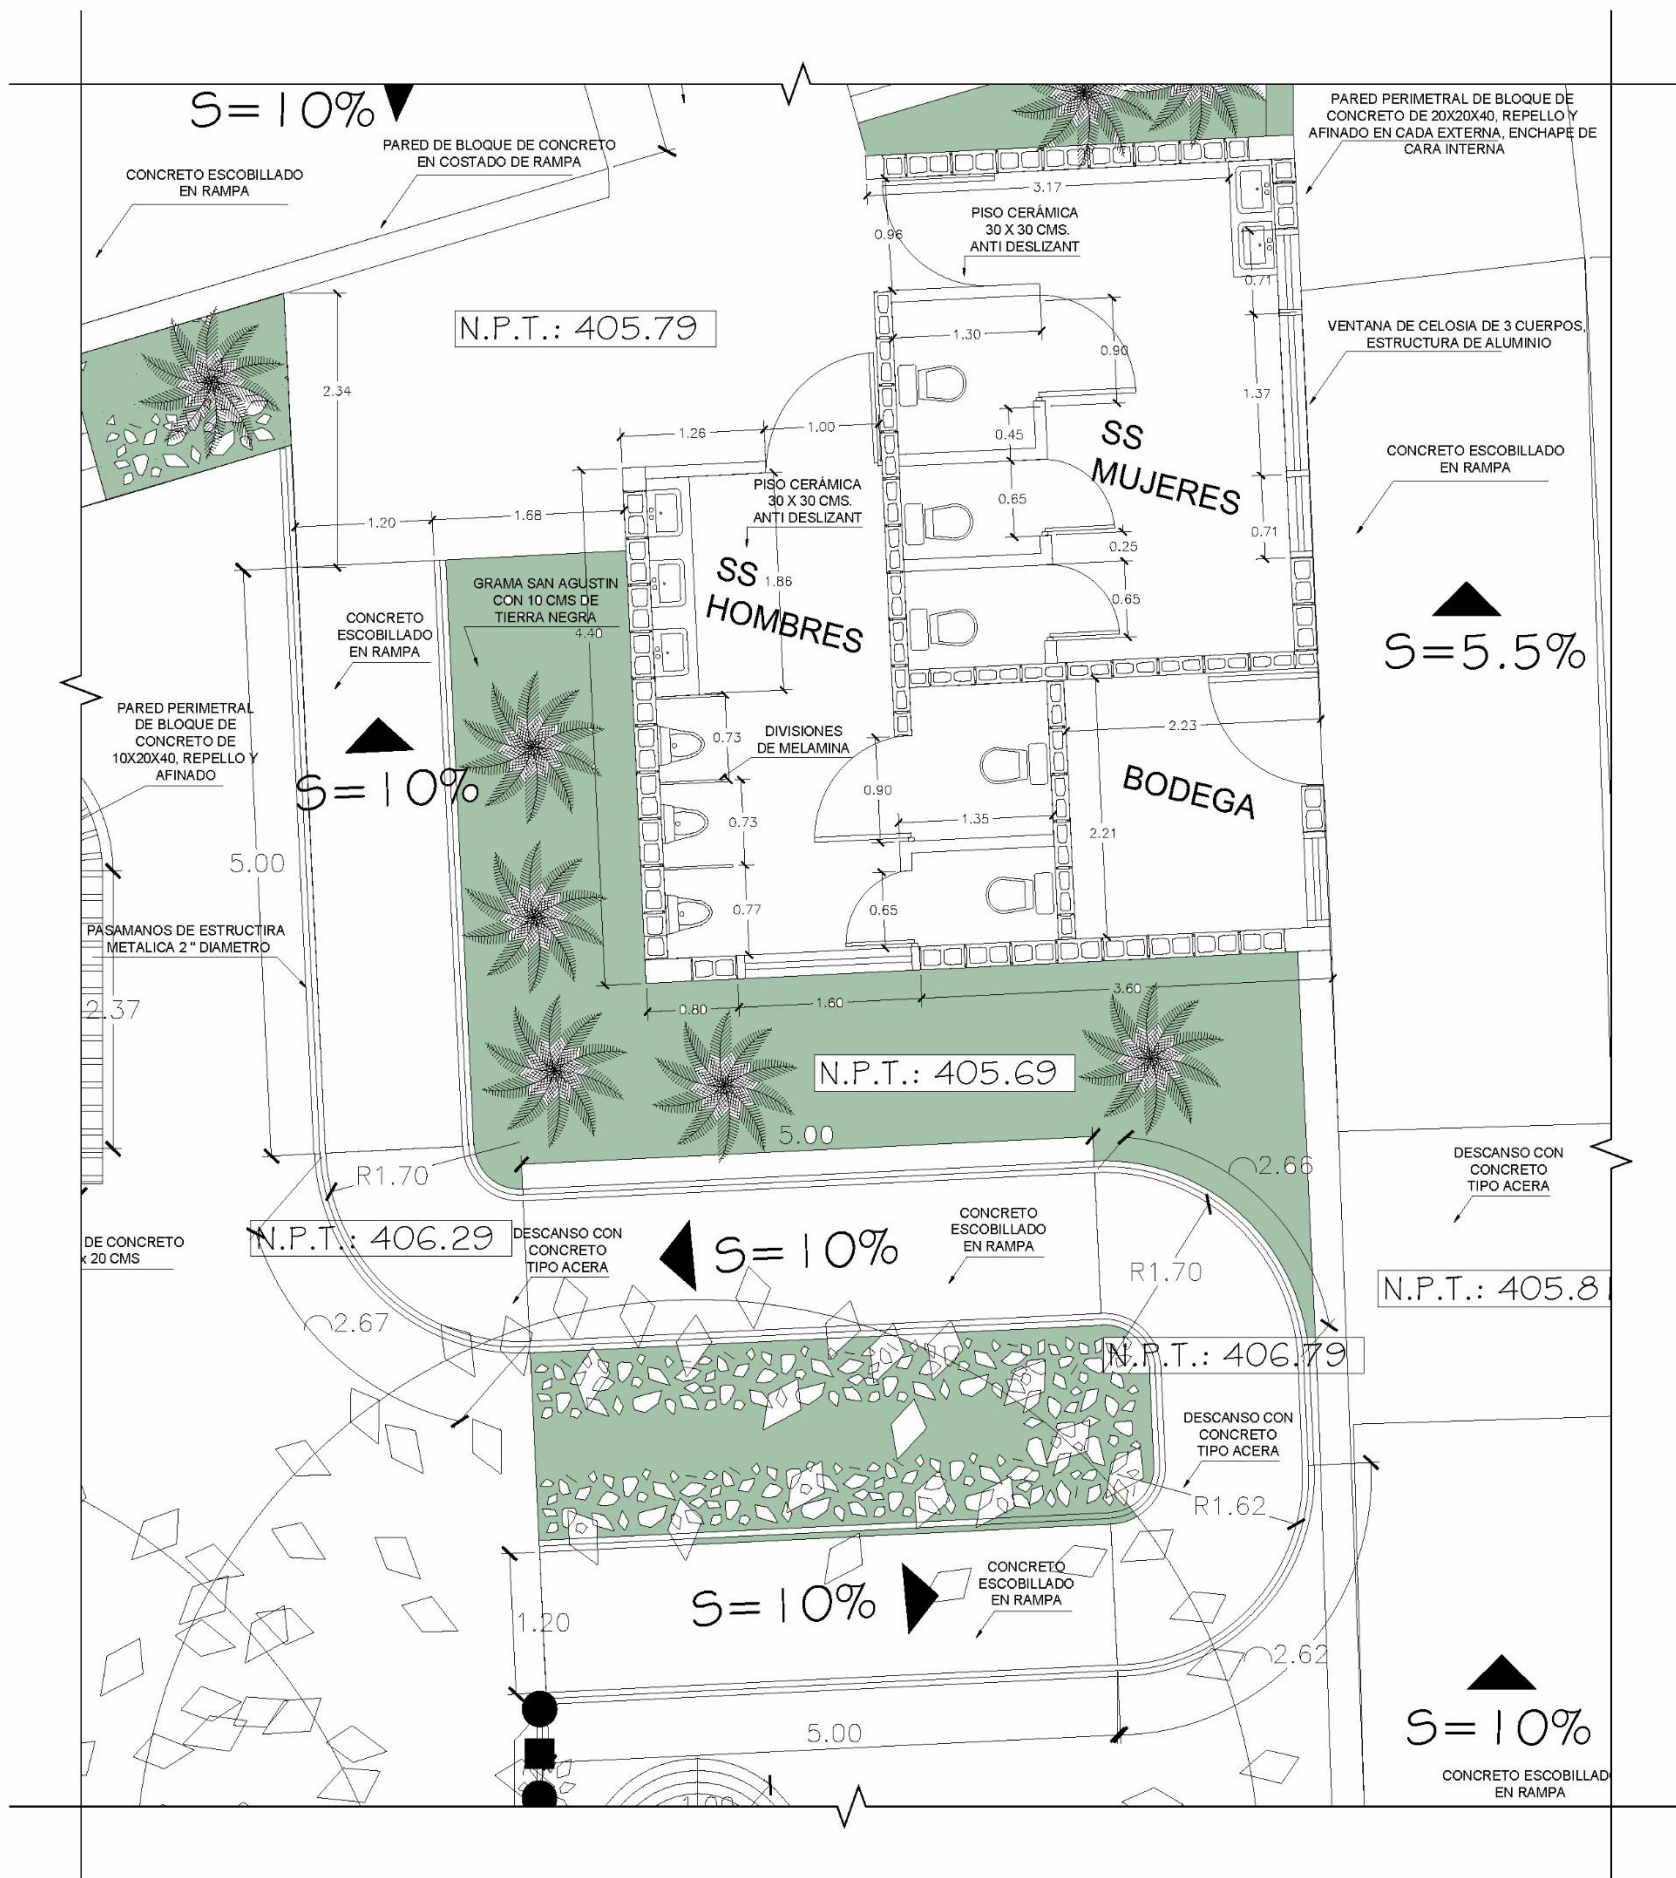 S=10%
PARED DE BLOQUE DE CONCRETO
EN COSTADO DE RAMPA
CONCRETO ESCOBILLADO
EN RAMPA
PARED PERIMETRAL DE BLOQUE DE
CONCRETO DE 20X20X40, REPELLO Y
AFINADO EN CADA EXTERNA, ENCHAPE DE
CARA INTERNA
3.17
PISO CERÁMICA
30 X 30 CMS.
ANTI DESLIZANT
0.96
0.71
N.P.T.: 405.79
1.30
0.90
VENTANA DE CELOSIA DE 3 CUERPOS,
ESTRUCTURA DE ALUMINIO
2.34
1.37
1.26
1.00
0.45
SS
MUJERES
CONCRETO ESCOBILLADO
EN RAMPA
PISO CERÁMICA
30 X 30 CMS.
ANTI DESLIZANT
0.65
0.71
1.20
1.68
0.25
SS
HOMBRES
1.86
GRAMA SAN AGUSTIN
CON 10 CMS DE
TIERRA NEGRA
4.40
0.65
CONCRETO
ESCOBILLADO
EN RAMPA
S=5.5%
PARED PERIMETRAL
DE BLOQUE DE
CONCRETO DE
10X20X40, REPELLO Y
AFINADO
0.73
DIVISIONES
DE MELAMINA
2.23
S=10%
BODEGA
0.90
0.73
1.35
2.21
5.00
0.77
0.65
PASAMANOS DE ESTRUCTIRA
METALICA 2 " DIAMETRO
2.37
0.80
1.60
3.60
N.P.T.: 405.69
5.00
R1.70
2.66
DESCANSO CON
CONCRETO
TIPO ACERA
N.P.T.: 406.29
DESCANSO CON
CONCRETO
TIPO ACERA
CONCRETO
ESCOBILLADO
EN RAMPA
DE CONCRETO
x 20 CMS
S=10%
R1.70
N.P.T.: 405.81
2.67
N.P.T.: 406.79
DESCANSO CON
CONCRETO
TIPO ACERA
R1.62
CONCRETO
ESCOBILLADO
EN RAMPA
S=10%
1.20
2.62
5.00
S=10%
CONCRETO ESCOBILLAD
EN RAMPA